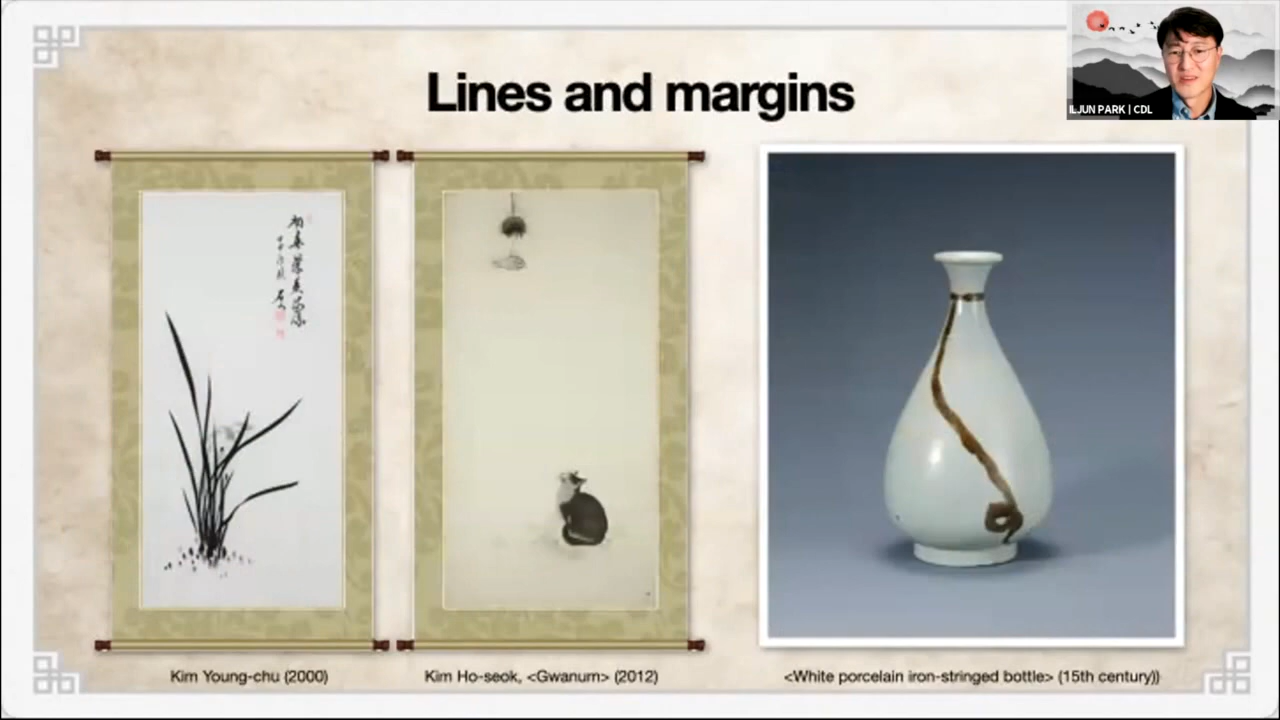 Lines and margins
ILJUN PARK | CDL
Kim Young-chu (2000)
Kim Ho-seok, <Gwanum> (2012)
<White porcelain iron-stringed bottle> (15th century))